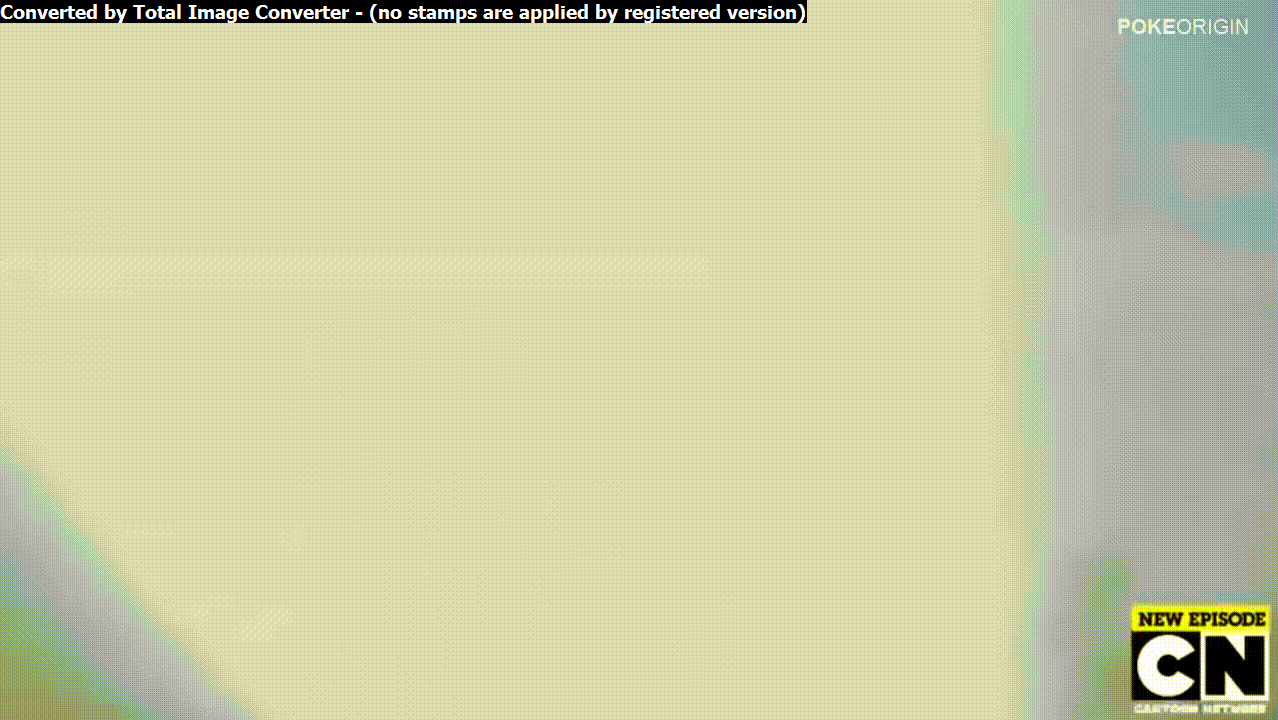 Converted by Total Image Converter - (no stamps are applied by registered version)
POKEORIGIN
NEW EPISODE
CN
CARTOON NETWORK